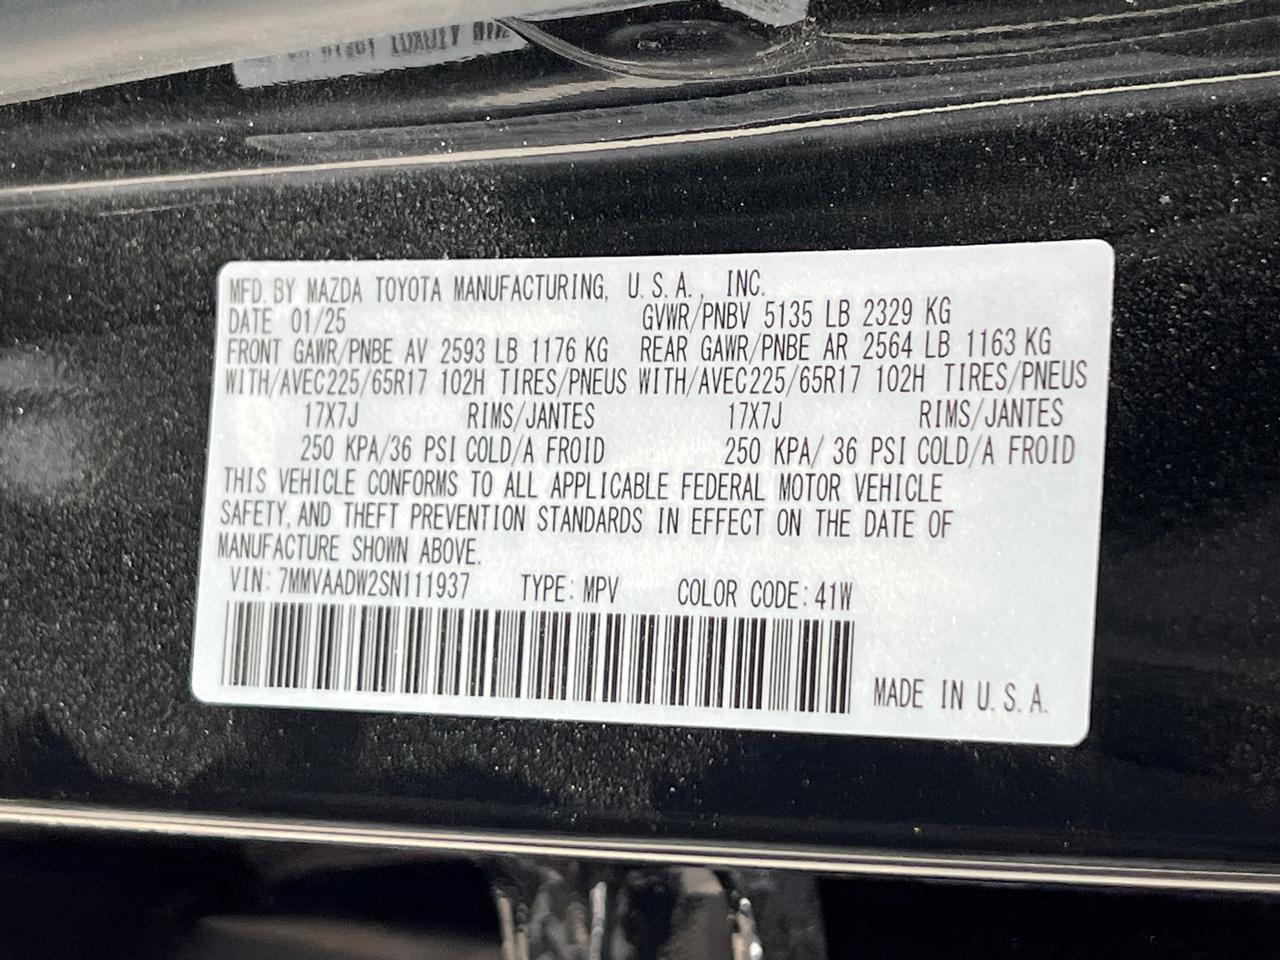 MFD. BY MAZDA TOYOTA MANUFACTURING, U.S.A., INC.
DATE 01/25 GVWR/PNBV 5135 LB 2329 KG
FRONT GAWR/PNBE AV 2593 LB 1176 KG REAR GAWR/PNBE AR 2564 LB 1163 KG
WITH/AVEC225/65R17 102H TIRES/PNEUS WITH/AVEC225/65R17 102H TIRES/PNEUS
17X7J RIMS/JANTES 17X7J RIMS/JANTES
250 KPA/36 PSI COLD/A FROID 250 KPA/ 36 PSI COLD/A FROID
THIS VEHICLE CONFORMS TO ALL APPLICABLE FEDERAL MOTOR VEHICLE
SAFETY, AND THEFT PREVENTION STANDARDS IN EFFECT ON THE DATE OF
MANUFACTURE SHOWN ABOVE.
VIN: 7MMVAADW2SN111937 TYPE: MPV COLOR CODE: 41W
MADE IN U.S.A.